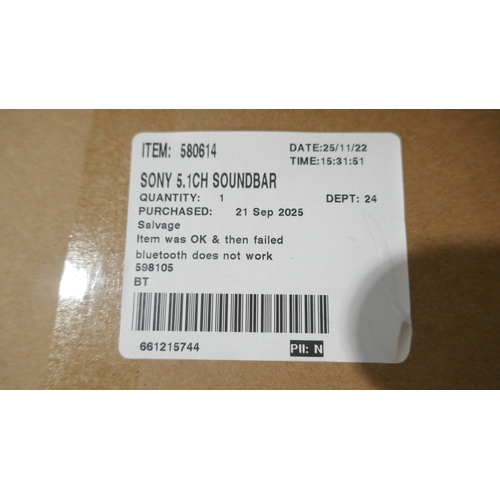 ITEM: 580614 DATE:25/11/22
TIME:15:31:51
SONY 5.1CH SOUNDBAR
QUANTITY: 1 DEPT: 24
PURCHASED: 21 Sep 2025
Salvage
Item was OK & then failed
bluetooth does not work
598105
BT
661215744 PII: N